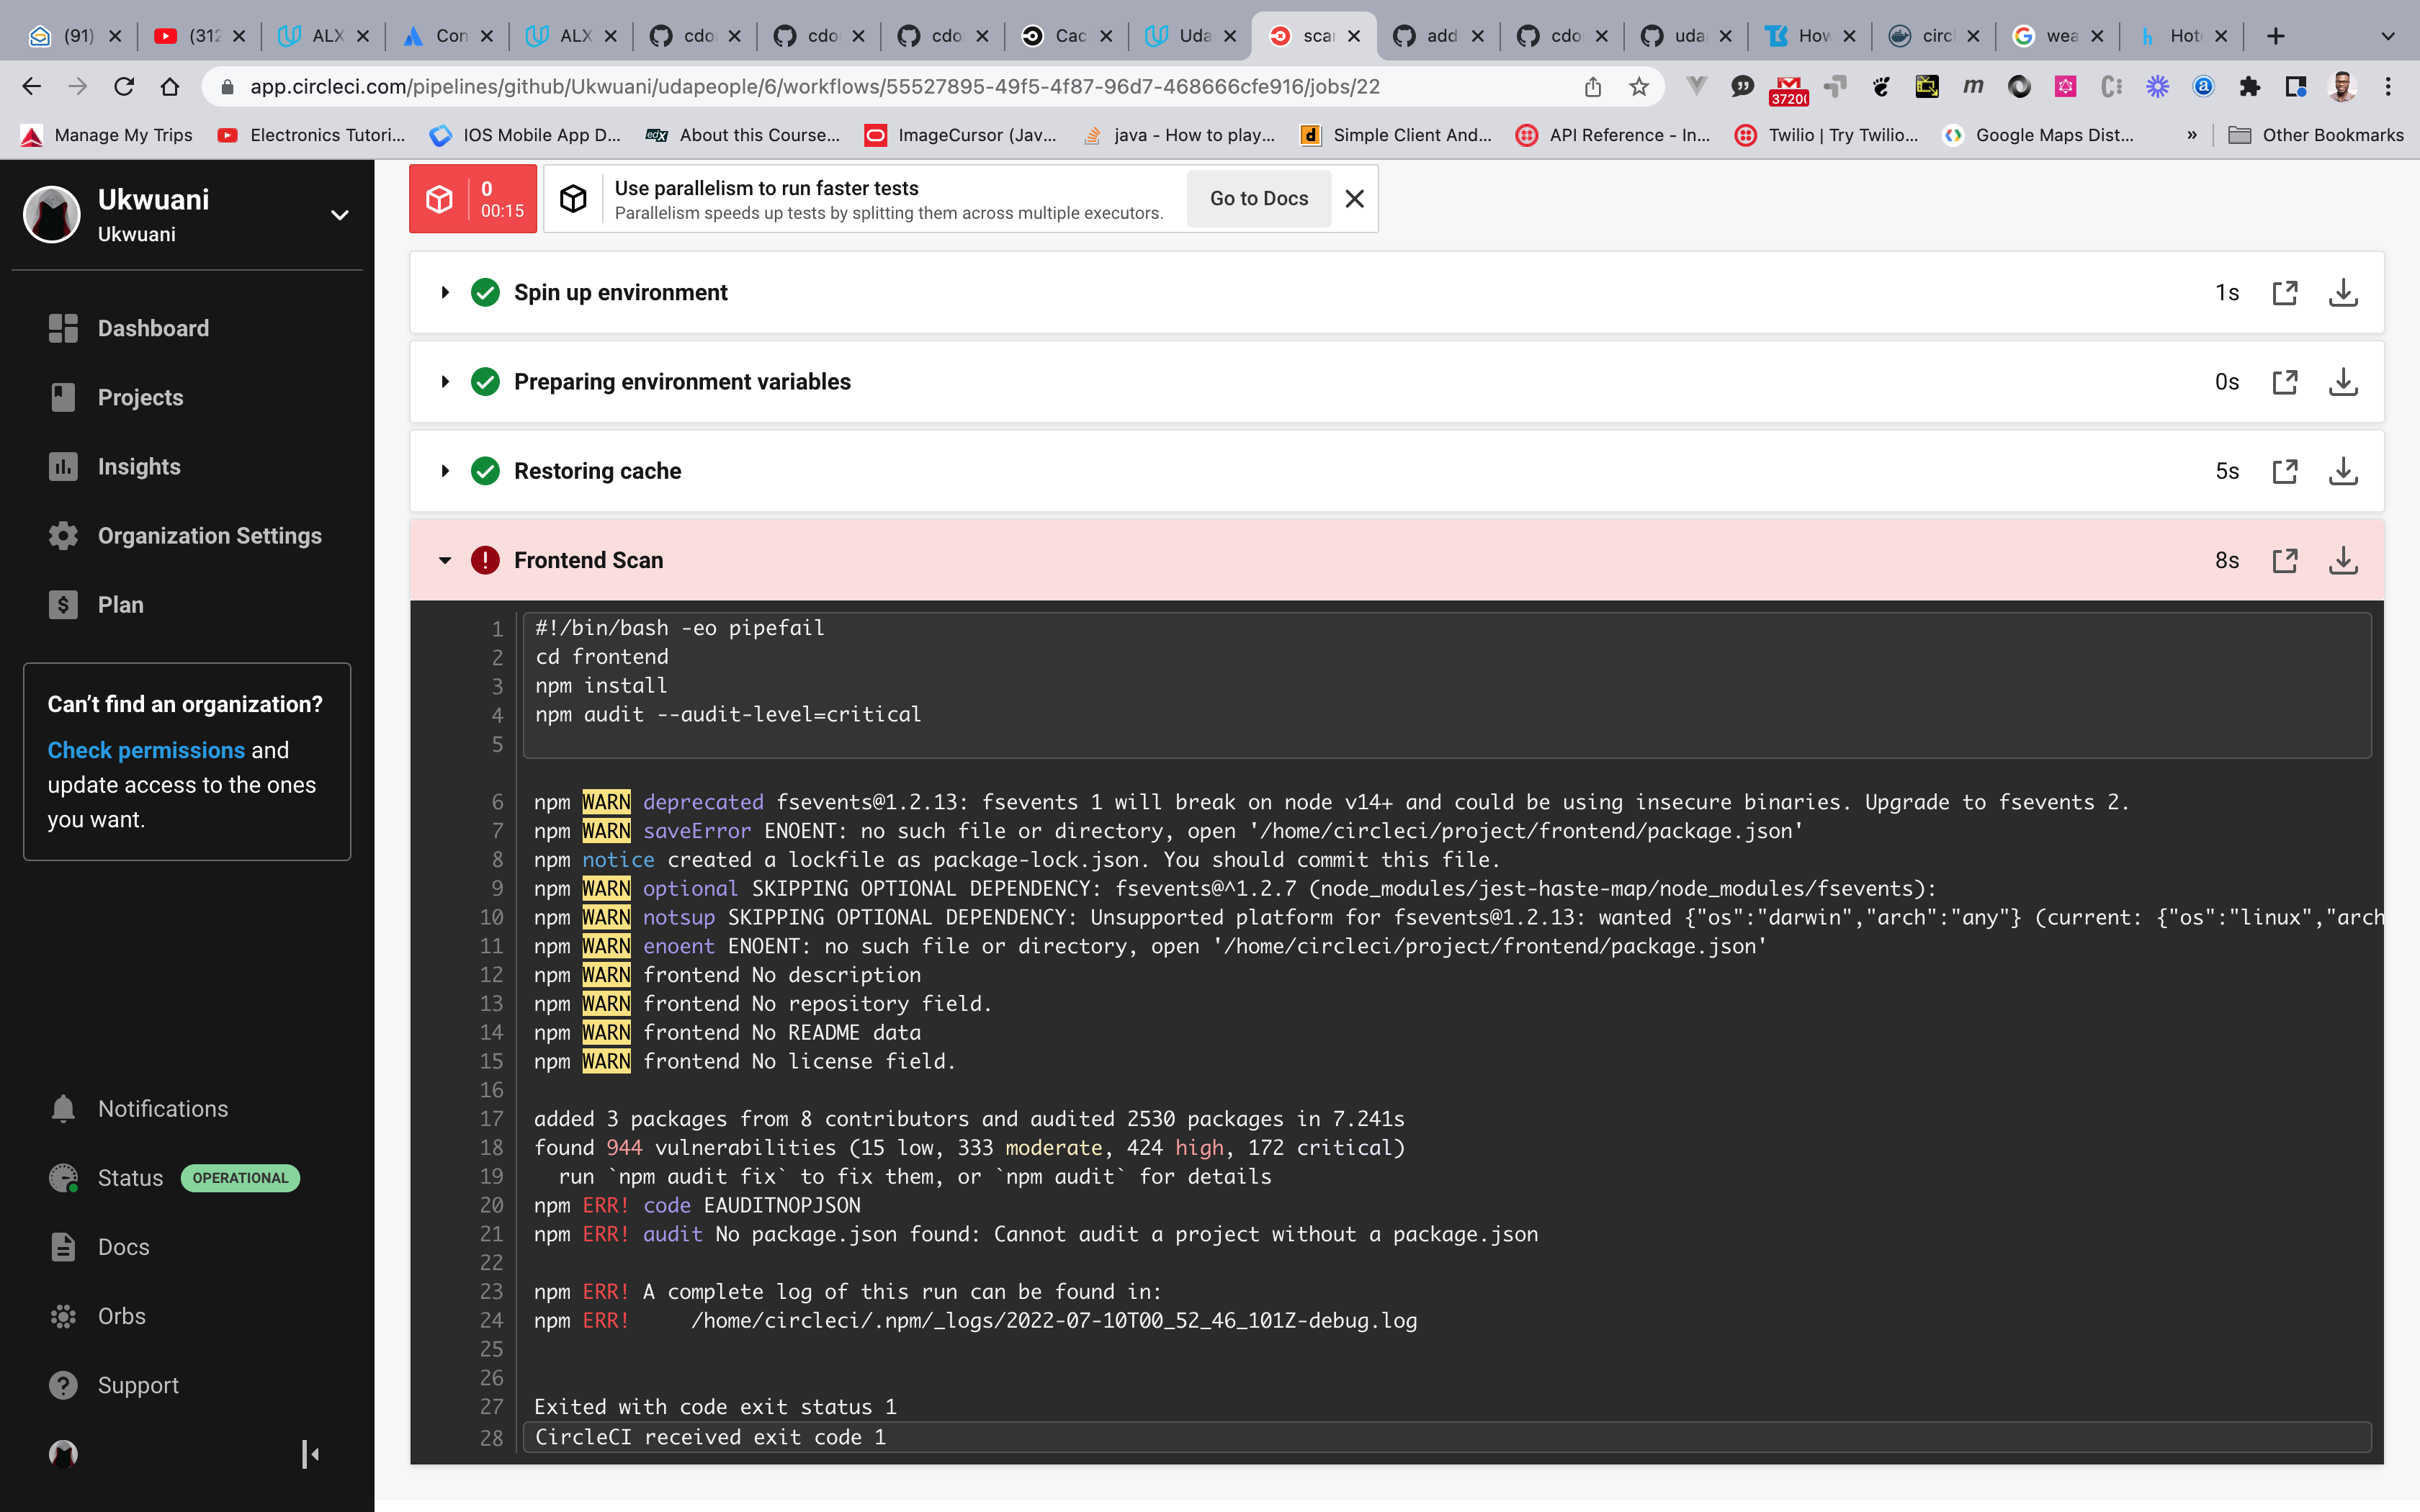 (91)
(312
ALX
Con
ALX
cdo
cdo
cdo
Cac
Uda
scar
add
cdo
uda
How
circ
wea
Hote
app.circleci.com/pipelines/github/Ukwuani/udapeople/6/workflows/55527895-49f5-4f87-96d7-468666cfe916/jobs/22
Manage My Trips
Electronics Tutori...
IOS Mobile App D...
About this Course...
ImageCursor (Jav...
java - How to play...
Simple Client And...
API Reference - In...
Twilio | Try Twilio...
Google Maps Dist...
»
Other Bookmarks
Ukwuani
Ukwuani
Dashboard
Projects
Insights
Organization Settings
Plan
Can’t find an organization?
Check permissions and
update access to the ones
you want.
Notifications
Status OPERATIONAL
Docs
Orbs
Support
0
00:15
Use parallelism to run faster tests
Parallelism speeds up tests by splitting them across multiple executors.
Go to Docs
Spin up environment 1s
Preparing environment variables 0s
Restoring cache 5s
Frontend Scan 8s
1 #!/bin/bash -eo pipefail
2 cd frontend
3 npm install
4 npm audit --audit-level=critical
5
6 npm WARN deprecated fsevents@1.2.13: fsevents 1 will break on node v14+ and could be using insecure binaries. Upgrade to fsevents 2.
7 npm WARN saveError ENOENT: no such file or directory, open '/home/circleci/project/frontend/package.json'
8 npm notice created a lockfile as package-lock.json. You should commit this file.
9 npm WARN optional SKIPPING OPTIONAL DEPENDENCY: fsevents@^1.2.7 (node_modules/jest-haste-map/node_modules/fsevents):
10 npm WARN notsup SKIPPING OPTIONAL DEPENDENCY: Unsupported platform for fsevents@1.2.13: wanted {"os":"darwin","arch":"any"} (current: {"os":"linux","arch
11 npm WARN enoent ENOENT: no such file or directory, open '/home/circleci/project/frontend/package.json'
12 npm WARN frontend No description
13 npm WARN frontend No repository field.
14 npm WARN frontend No README data
15 npm WARN frontend No license field.
16
17 added 3 packages from 8 contributors and audited 2530 packages in 7.241s
18 found 944 vulnerabilities (15 low, 333 moderate, 424 high, 172 critical)
19 run `npm audit fix` to fix them, or `npm audit` for details
20 npm ERR! code EAUDITNOPJSON
21 npm ERR! audit No package.json found: Cannot audit a project without a package.json
22
23 npm ERR! A complete log of this run can be found in:
24 npm ERR! /home/circleci/.npm/_logs/2022-07-10T00_52_46_101Z-debug.log
25
26
27 Exited with code exit status 1
28 CircleCI received exit code 1